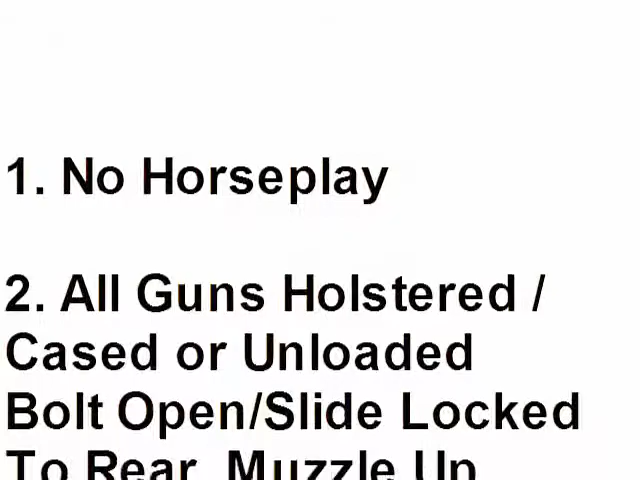 1. No Horseplay
2. All Guns Holstered /
Cased or Unloaded
Bolt Open/Slide Locked
To Rear, Muzzle Up